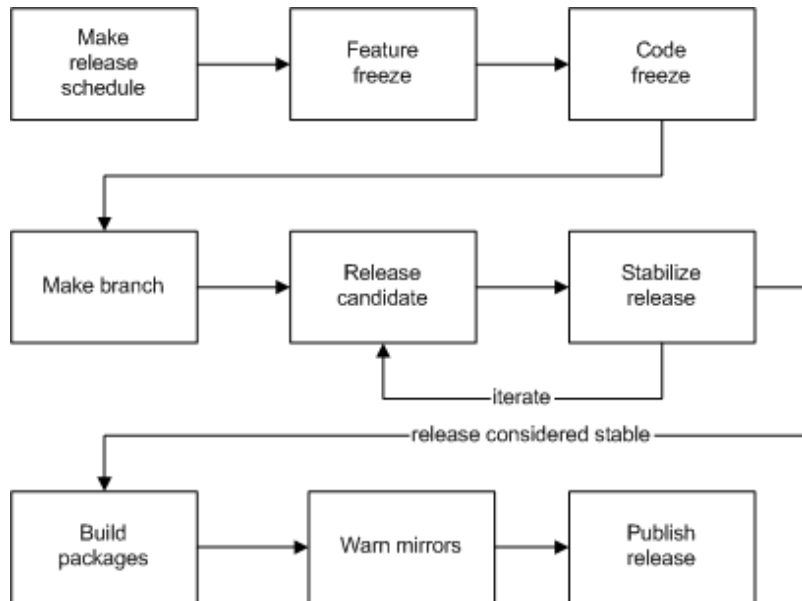 Make
release
schedule
Feature
freeze
Code
freeze
Make branch
Release
candidate
Stabilize
release
iterate
release considered stable
Build
packages
Warn mirrors
Publish
release